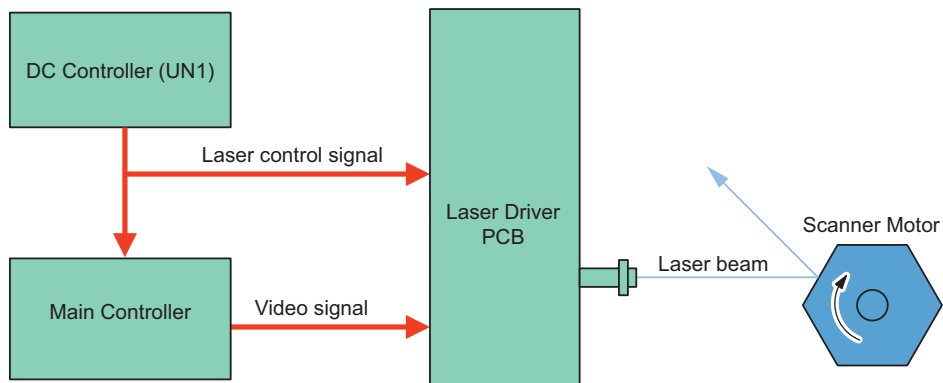 DC Controller (UN1)
Laser control signal
Laser Driver
PCB
Scanner Motor
Laser beam
Main Controller
Video signal